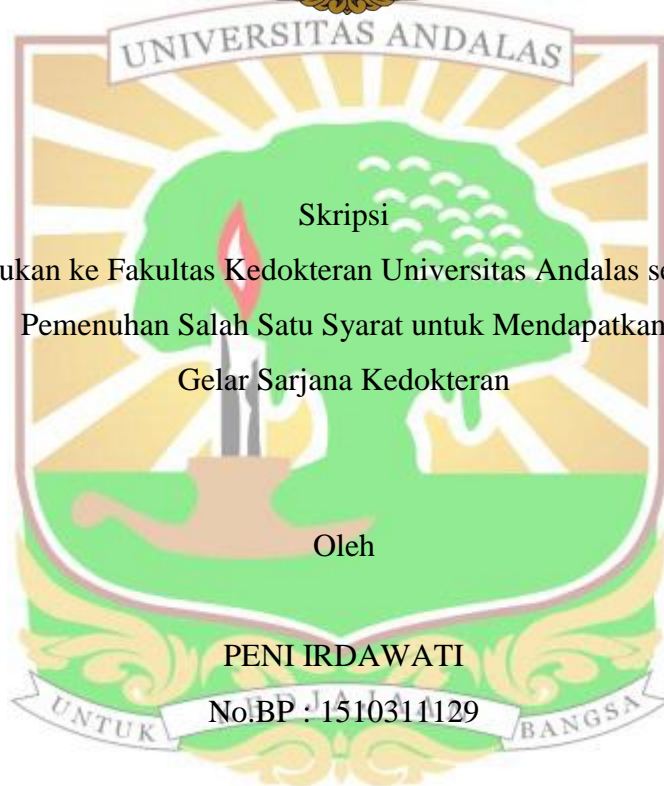 UNIVERSITAS ANDALAS
Skripsi
ukan ke Fakultas Kedokteran Universitas Andalas se
Pemenuhan Salah Satu Syarat untuk Mendapatkan
Gelar Sarjana Kedokteran
Oleh
PENI IRDAWATI
No.BP : 1510311129
UNTUK BANGSA